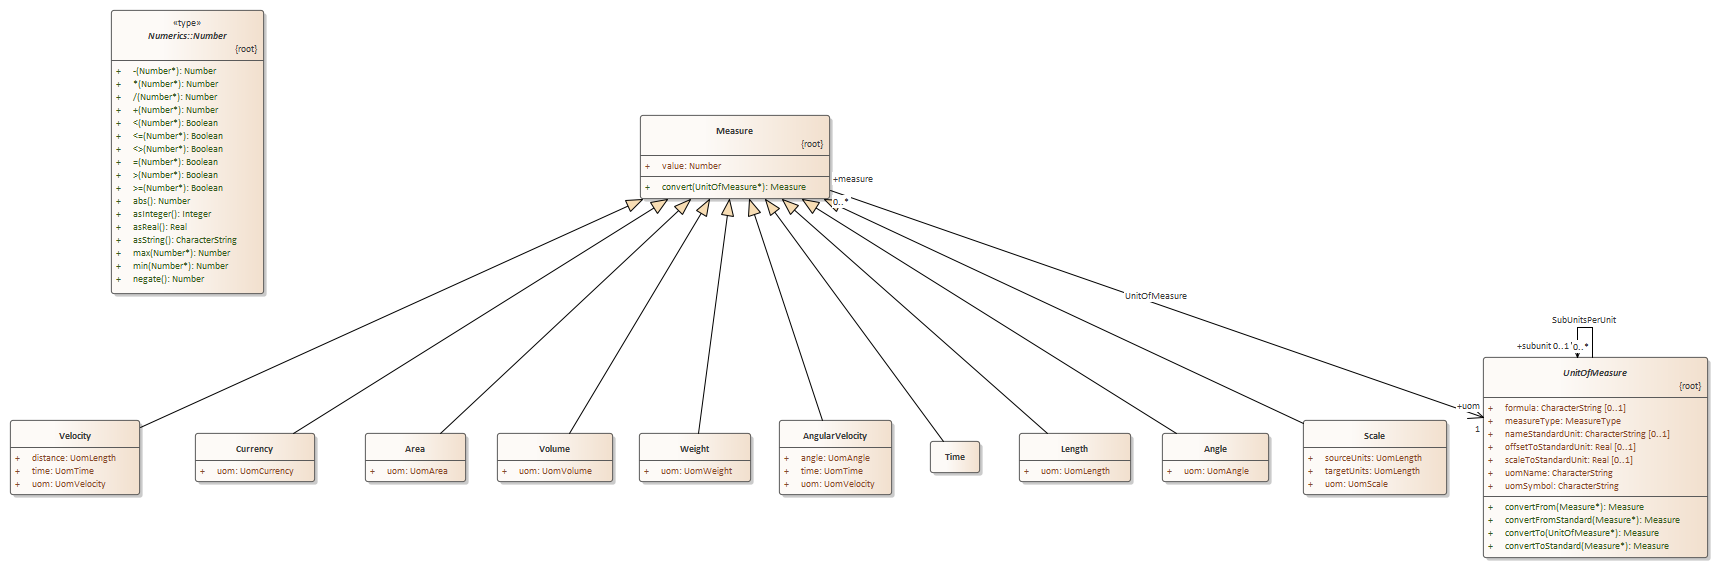 «type»
Numerics::Number
{root}
+ -(Number*): Number
+ *(Number*): Number
+ /(Number*): Number
+ +(Number*): Number
+ <(Number*): Boolean
+ <=(Number*): Boolean
+ <>(Number*): Boolean
+ =(Number*): Boolean
+ >(Number*): Boolean
+ >=(Number*): Boolean
+ abs(): Number
+ asInteger(): Integer
+ asReal(): Real
+ asString(): CharacterString
+ max(Number*): Number
+ min(Number*): Number
+ negate(): Number
Measure
{root}
+ value: Number
+ convert(UnitOfMeasure*): Measure
+measure
0..*
UnitOfMeasure
SubUnitsPerUnit
+subunit 0..1
0..*
+uom
1
UnitOfMeasure
{root}
+ formula: CharacterString [0..1]
+ measureType: MeasureType
+ nameStandardUnit: CharacterString [0..1]
+ offsetToStandardUnit: Real [0..1]
+ scaleToStandardUnit: Real [0..1]
+ uomName: CharacterString
+ uomSymbol: CharacterString
+ convertFrom(Measure*): Measure
+ convertFromStandard(Measure*): Measure
+ convertTo(UnitOfMeasure*): Measure
+ convertToStandard(Measure*): Measure
Velocity
+ distance: UomLength
+ time: UomTime
+ uom: UomVelocity
Currency
+ uom: UomCurrency
Area
+ uom: UomArea
Volume
+ uom: UomVolume
Weight
+ uom: UomWeight
AngularVelocity
+ angle: UomAngle
+ time: UomTime
+ uom: UomVelocity
Time
Length
+ uom: UomLength
Angle
+ uom: UomAngle
Scale
+ sourceUnits: UomLength
+ targetUnits: UomLength
+ uom: UomScale